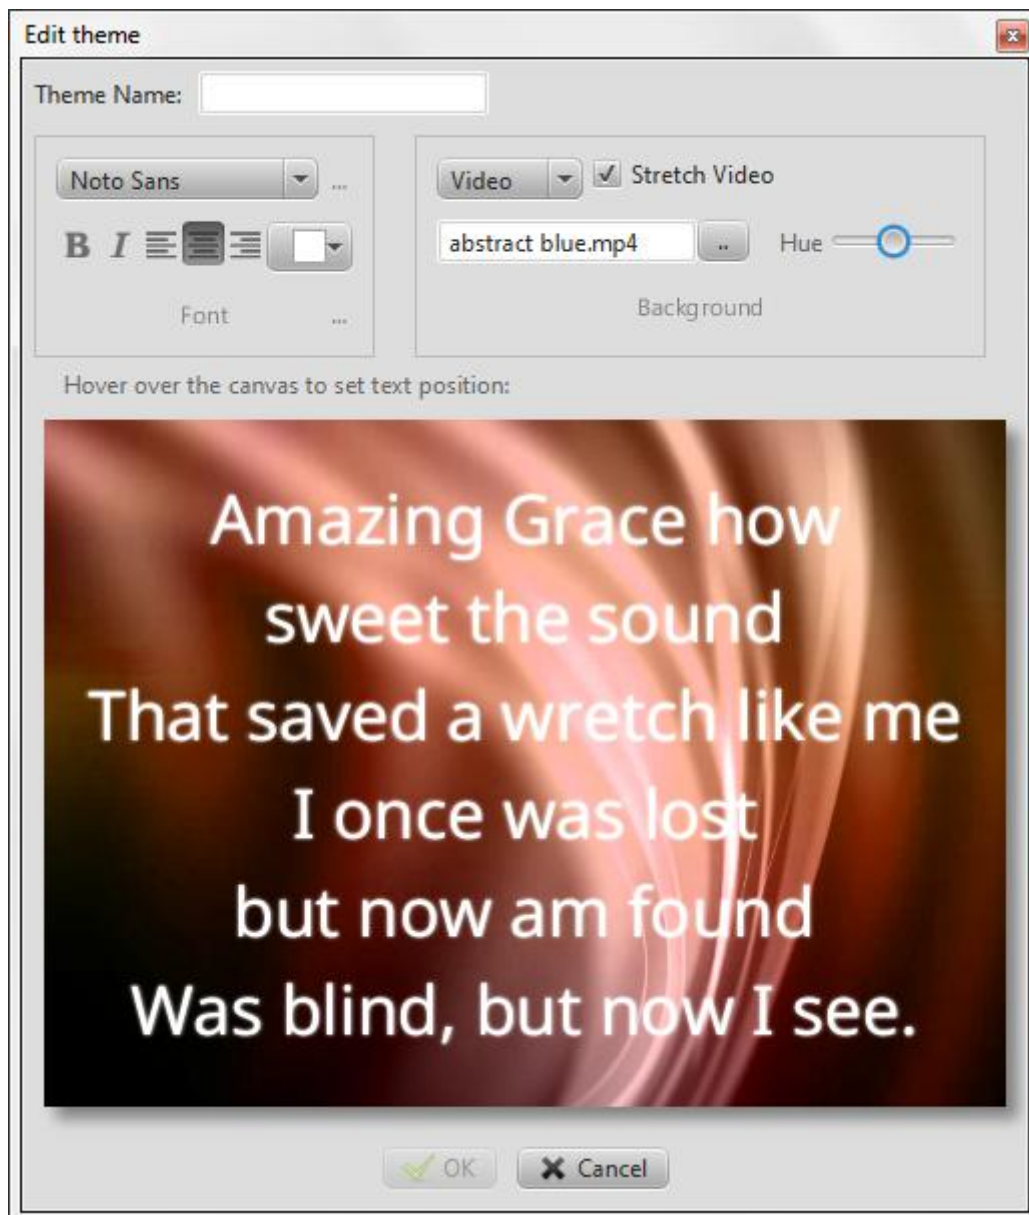 Edit theme
Theme Name:
Noto Sans ...
Video Stretch Video
B I
abstract blue.mp4 .. Hue
Font ...
Background
Hover over the canvas to set text position:
Amazing Grace how
sweet the sound
That saved a wretch like me
I once was lost
but now am found
Was blind, but now I see.
OK Cancel